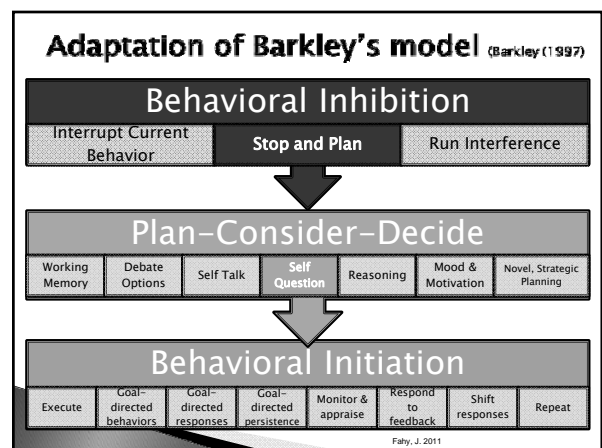 Adaptation of Barkley's model (Barkley (1997)
Behavioral Inhibition
Interrupt Current
Behavior
Stop and Plan
Run Interference
Plan-Consider-Decide
Working
Memory
Debate
Options
Self Talk
Self
Question
Reasoning
Mood &
Motivation
Novel, Strategic
Planning
Behavioral Initiation
Execute
Goal-
directed
behaviors
Goal-
directed
responses
Goal-
directed
persistence
Monitor &
appraise
Respond
to
feedback
Shift
responses
Repeat
Fahy, J. 2011